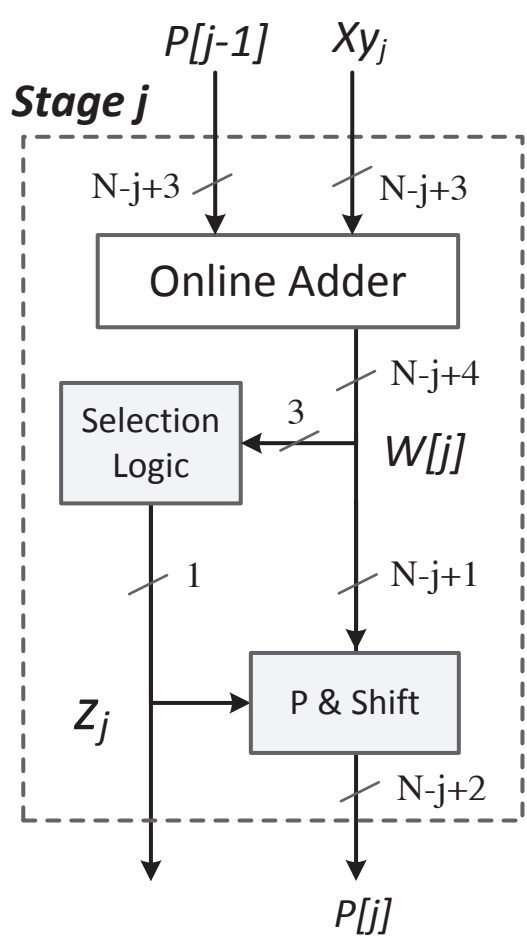 P[j-1] Xy_j
Stage j
N-j+3 N-j+3
Online Adder
N-j+4
3
Selection
Logic
W[j]
1
N-j+1
P & Shift
z_j
N-j+2
P[j]